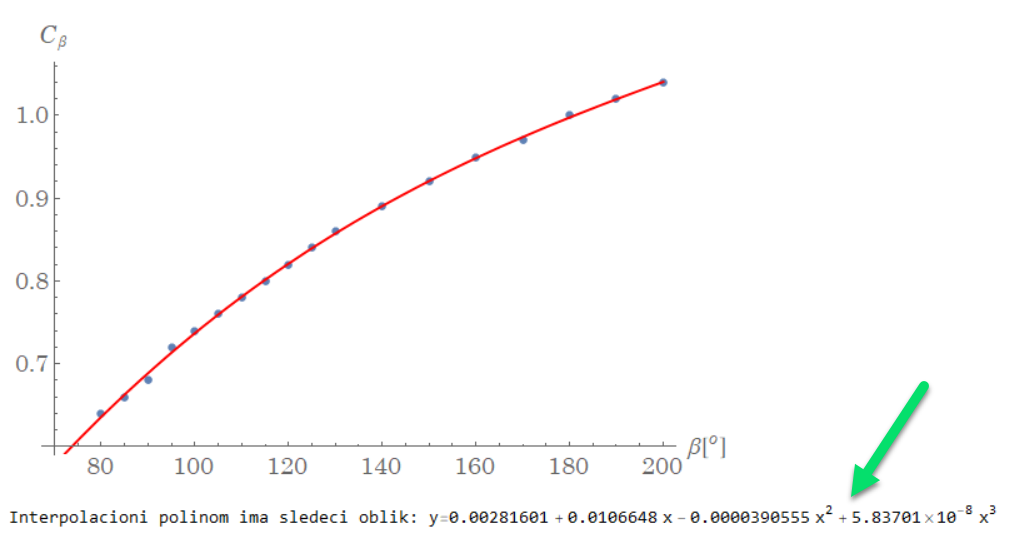 C_β
1.0
0.9
0.8
0.7
80 100 120 140 160 180 200
β[°]
Interpolacioni polinom ima sledeci oblik: y=0.00281601 + 0.0106648 x − 0.0000390555 x² + 5.83701×10⁻⁸ x³